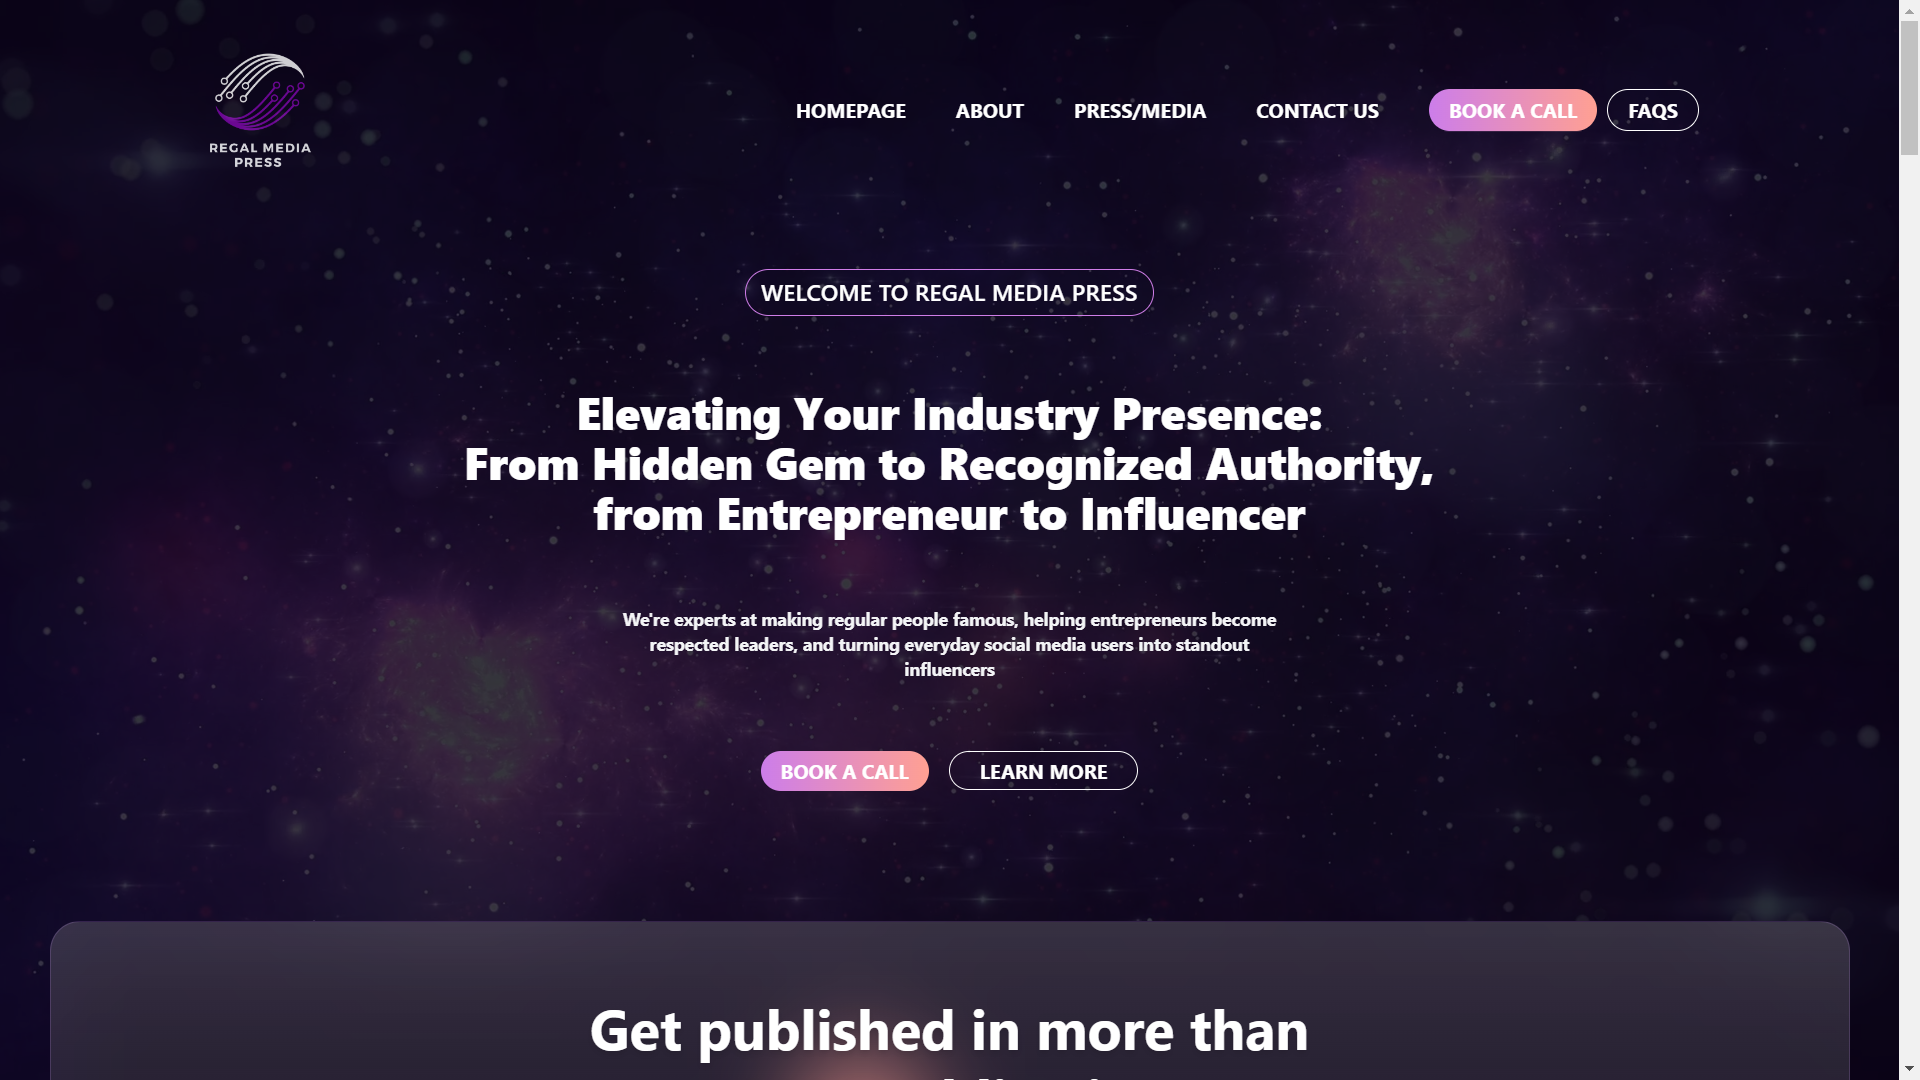 REGAL MEDIA
PRESS
HOMEPAGE ABOUT PRESS/MEDIA CONTACT US BOOK A CALL FAQS
WELCOME TO REGAL MEDIA PRESS
Elevating Your Industry Presence:
From Hidden Gem to Recognized Authority,
from Entrepreneur to Influencer
We're experts at making regular people famous, helping entrepreneurs become
respected leaders, and turning everyday social media users into standout
influencers
BOOK A CALL LEARN MORE
Get published in more than